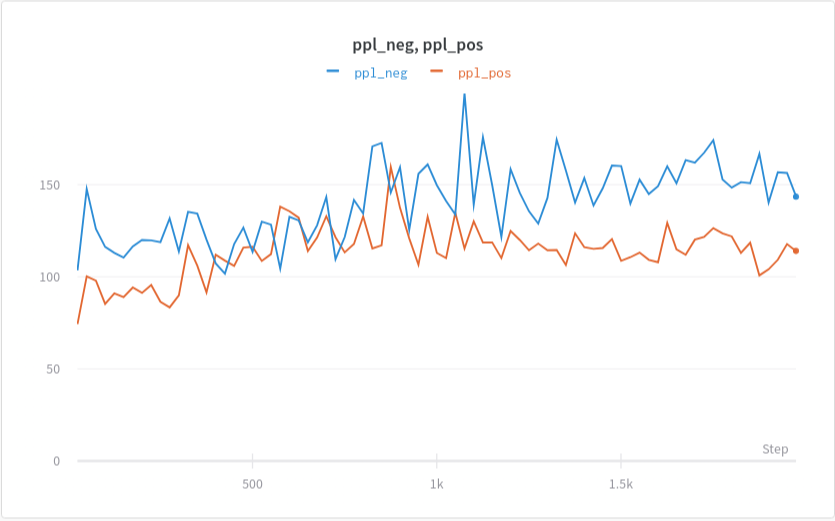 ppl_neg, ppl_pos
ppl_neg ppl_pos
150
100
50
0
Step
500 1k 1.5k